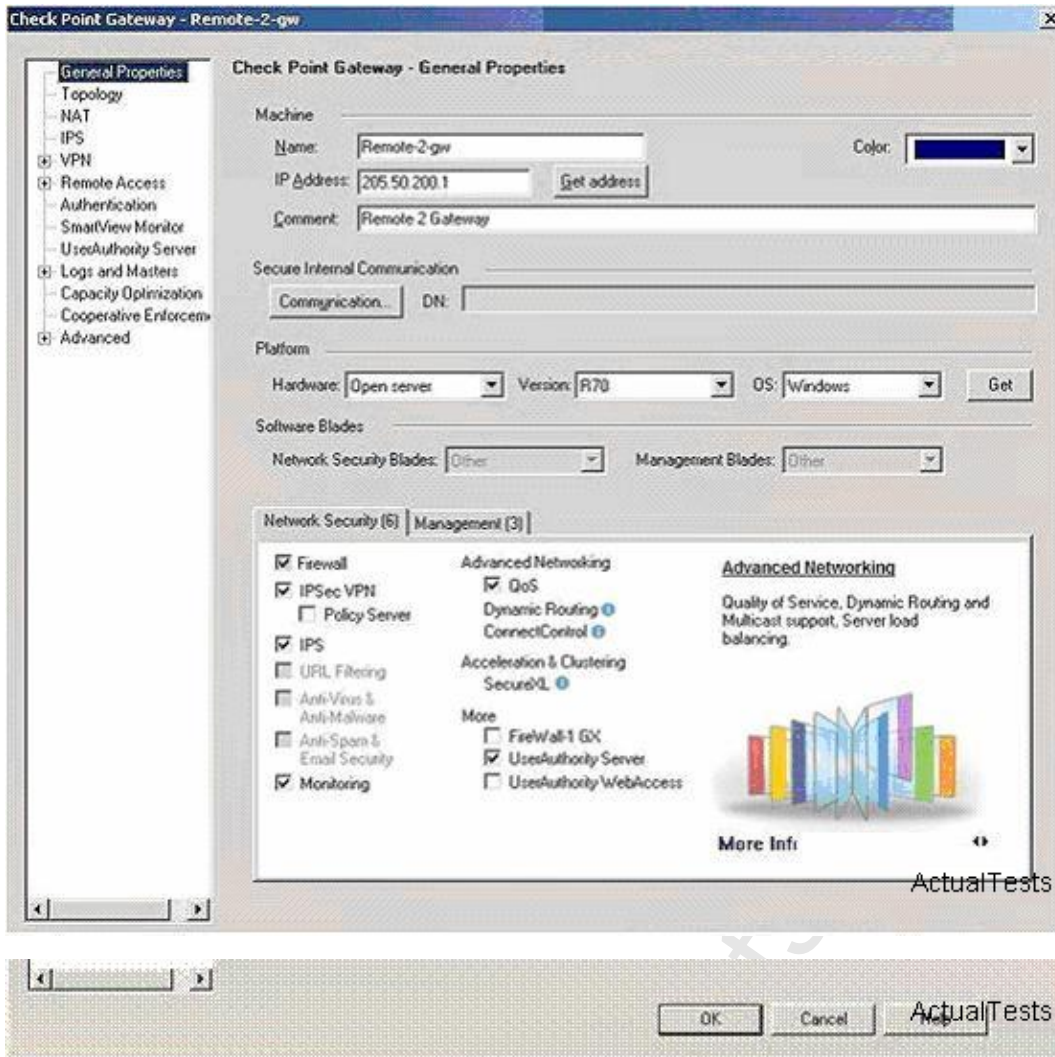 Check Point Gateway - Remote-2-gw
General Properties
Topology
NAT
IPS
VPN
Remote Access
Authentication
SmartView Monitor
UserAuthority Server
Logs and Masters
Capacity Optimization
Cooperative Enforcem
Advanced
Check Point Gateway - General Properties
Machine
Name: Remote-2-gw Color:
IP Address: 205.50.200.1 Get address
Comment: Remote 2 Gateway
Secure Internal Communication
Communication... DN:
Platform
Hardware: Open server Version: R70 OS: Windows Get
Software Blades
Network Security Blades: Other Management Blades: Other
Network Security (6) Management (3)
Firewall
IPSec VPN
Policy Server
IPS
URL Filtering
Anti-Virus &
Anti-Malware
Anti-Spam &
Email Security
Monitoring
Advanced Networking
QoS
Dynamic Routing
ConnectControl
Acceleration & Clustering
SecureXL
More
FireWall-1 GX
UserAuthority Server
UserAuthority WebAccess
Advanced Networking
Quality of Service, Dynamic Routing and
Multicast support, Server load
balancing.
More Inf
ActualTests
OK Cancel Help
ActualTests